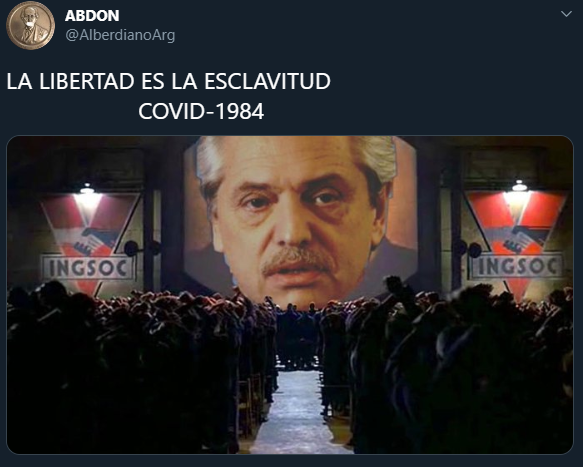 ABDON
@AlberdianoArg
LA LIBERTAD ES LA ESCLAVITUD
COVID-1984
INGSOC
INGSOC